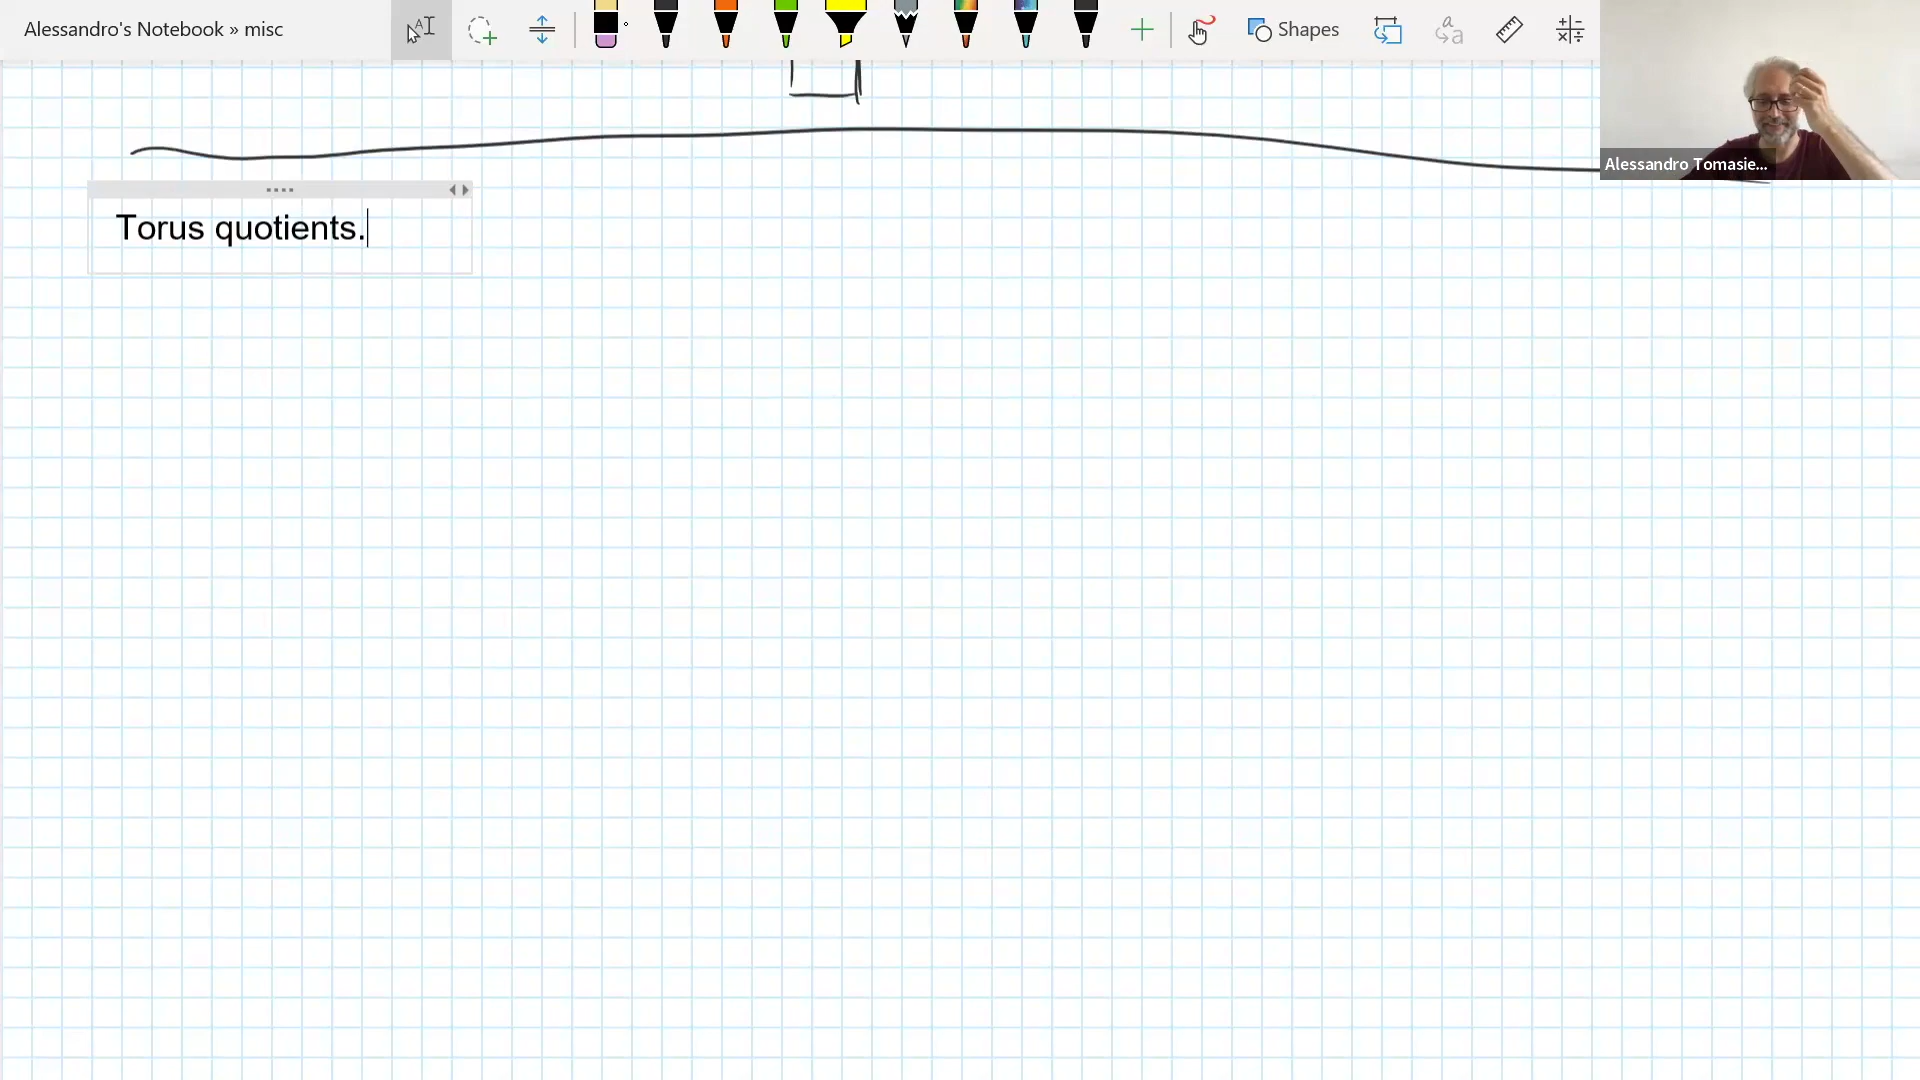 Alessandro's Notebook » misc
Shapes
Alessandro Tomasie...
Torus quotients.